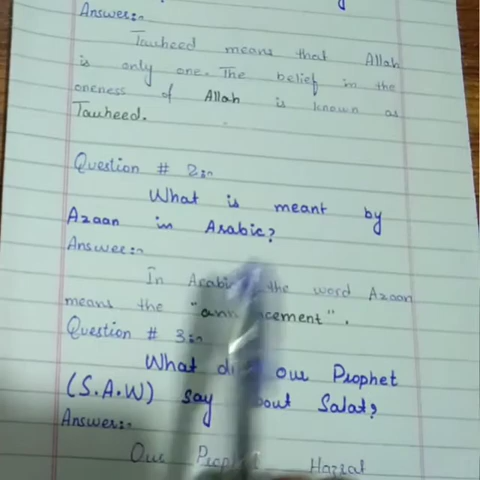 Answer:-
Tauheed means that Allah
is only one. The belief in the
oneness of Allah is known as
Tauheed.
Question # 2:-
What is meant by
Azaan in Arabic?
Answer:-
In the word Azaan
means the
Question # 3:-
What our Prophet
(S.A.W) say Salat?
Answer:-
Our